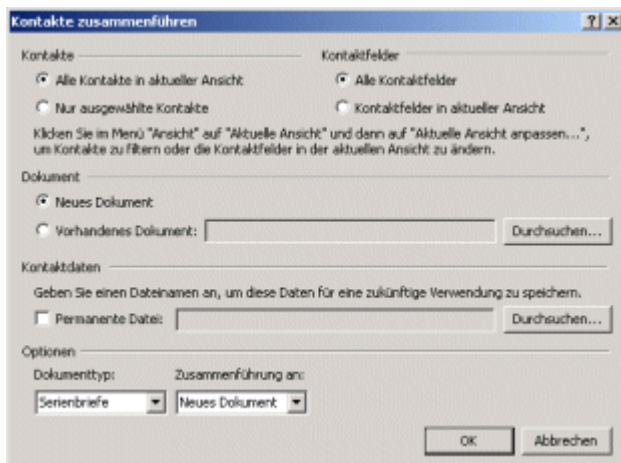 Kontakte zusammenführen
Kontakte
Kontaktfelder
Alle Kontakte in aktueller Ansicht
Alle Kontaktfelder
Nur ausgewählte Kontakte
Kontaktfelder in aktueller Ansicht
Klicken Sie im Menü "Ansicht" auf "Aktuelle Ansicht" und dann auf "Aktuelle Ansicht anpassen...",
um Kontakte zu filtern oder die Kontaktfelder in der aktuellen Ansicht zu ändern.
Dokument
Neues Dokument
Vorhandenes Dokument:
Durchsuchen...
Kontaktdaten
Geben Sie einen Dateinamen an, um diese Daten für eine zukünftige Verwendung zu speichern.
Permanente Datei:
Durchsuchen...
Optionen
Dokumenttyp:
Zusammenführung an:
Serienbriefe
Neues Dokument
OK
Abbrechen